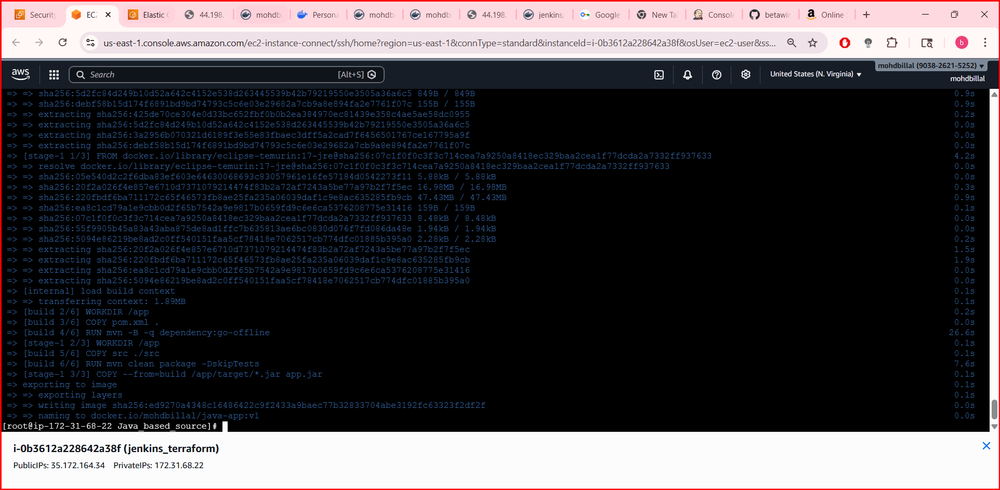 Security
EC2
Elastic C
44.198.
mohdb
Persona
mohdb
mohdbi
44.198.
jenkins/
Google
New Ta
Console
betawin
Online
us-east-1.console.aws.amazon.com/ec2-instance-connect/ssh/home?region=us-east-1&connType=standard&instanceId=i-0b3612a228642a38f&osUser=ec2-user&ss...
b
aws
Search
[Alt+S]
United States (N. Virginia)
mohdbillal (9038-2621-5252)
mohdbillal
=> => sha256:5d2fc84d249b10d52a642c4152e538d263445539b42b79219550e3505a36a6c5 849B / 849B 0.9s
=> => sha256:debf58b15d174f6891bd9bd74793c5c6e03e29682a7cb9a8e894fa2e7761f07c 155B / 155B 0.9s
=> => extracting sha256:425de70ce304e0d33bc652fbf0b0b2ea384970ec81439e358c4ae5ae58dc0955 0.2s
=> => extracting sha256:5d2fc84d249b10d52a642c4152e538d263445539b42b79219550e3505a36a6c5 0.0s
=> => extracting sha256:3a2956b070321d6189f3e55e83fbaec3dff5a2cad7f6456501767ce167795a9f 0.0s
=> => extracting sha256:debf58b15d174f6891bd9bd74793c5c6e03e29682a7cb9a8e894fa2e7761f07c 0.0s
=> [stage-1 1/3] FROM docker.io/library/eclipse-temurin:17-jre@sha256:07c1f0f0c3f3c714cea7a9250a8418ec329baa2cea1f77dcda2a7332ff937633 4.2s
=> => resolve docker.io/library/eclipse-temurin:17-jre@sha256:07c1f0f0c3f3c714cea7a9250a8418ec329baa2cea1f77dcda2a7332ff937633 0.0s
=> => sha256:05e540d2c2f6dba83ef603e64630068693c83057961e16fe57184d0542273f11 5.88kB / 5.88kB 0.0s
=> => sha256:20f2a026f4e857e6710d7371079214474f83b2a72af7243a5be77a97b2f7f5ec 16.98MB / 16.98MB 0.3s
=> => sha256:220fbdf6ba711172c65f46573fb8ae25fa235a06039daf1c9e8ac635285fb9cb 47.43MB / 47.43MB 0.9s
=> => sha256:ea8c1cd79a1e9cbb0d2f65b7542a9e9817b0659fd9c6e6ca5376208775e31416 159B / 159B 0.1s
=> => sha256:07c1f0f0c3f3c714cea7a9250a8418ec329baa2cea1f77dcda2a7332ff937633 8.48kB / 8.48kB 0.0s
=> => sha256:55f9905b45a83a43aba875de8ad1ffc7b635813ae6bc0830d076f7fd086da48e 1.94kB / 1.94kB 0.0s
=> => sha256:5094e86219be8ad2c0ff540151faa5cf78418e7062517cb774dfc01885b395a0 2.28kB / 2.28kB 0.2s
=> => extracting sha256:20f2a026f4e857e6710d7371079214474f83b2a72af7243a5be77a97b2f7f5ec 1.5s
=> => extracting sha256:220fbdf6ba711172c65f46573fb8ae25fa235a06039daf1c9e8ac635285fb9cb 1.9s
=> => extracting sha256:ea8c1cd79a1e9cbb0d2f65b7542a9e9817b0659fd9c6e6ca5376208775e31416 0.0s
=> => extracting sha256:5094e86219be8ad2c0ff540151faa5cf78418e7062517cb774dfc01885b395a0 0.0s
=> [internal] load build context 0.1s
=> => transferring context: 1.89MB 0.1s
=> [build 2/6] WORKDIR /app 0.2s
=> [build 3/6] COPY pom.xml . 0.0s
=> [build 4/6] RUN mvn -B -q dependency:go-offline 26.6s
=> [stage-1 2/3] WORKDIR /app 0.1s
=> [build 5/6] COPY src ./src 0.1s
=> [build 6/6] RUN mvn clean package -DskipTests 7.6s
=> [stage-1 3/3] COPY --from=build /app/target/*.jar app.jar 0.1s
=> exporting to image 0.1s
=> => exporting layers 0.1s
=> => writing image sha256:ed9270a4348c16486422c9f2433a9baec77b32833704abe3192fc63323f2df2f 0.0s
=> => naming to docker.io/mohdbillal/java-app:v1 0.0s
[root@ip-172-31-68-22 Java_based_source]#
i-0b3612a228642a38f (jenkins_terraform)
PublicIPs: 35.172.164.34 PrivateIPs: 172.31.68.22